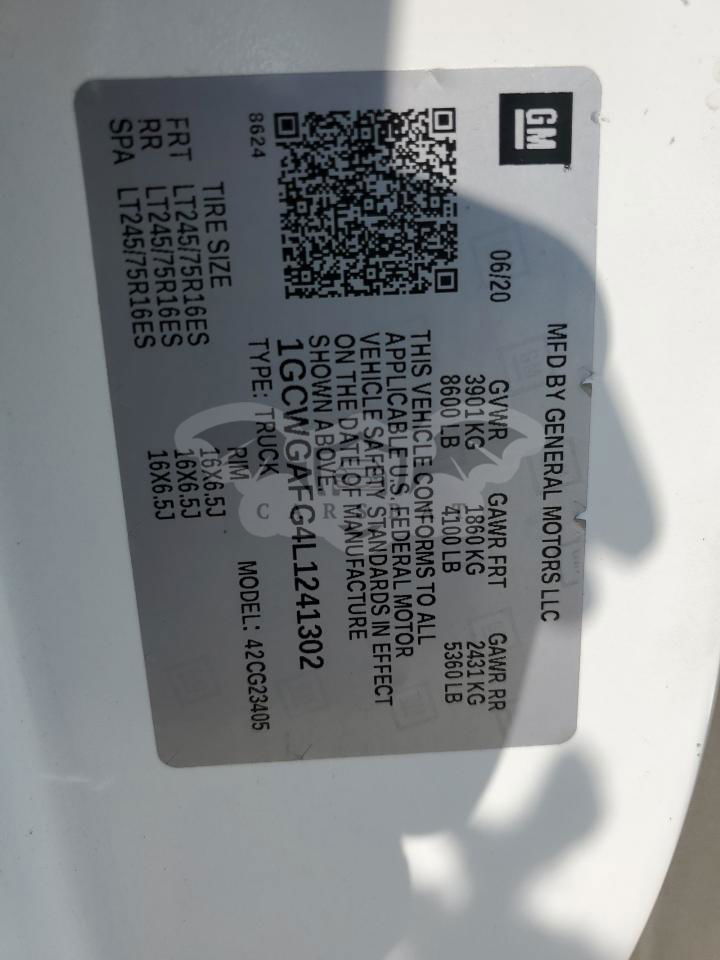 GM
MFD BY GENERAL MOTORS LLC
06/20 GVWR GAWR FRT GAWR RR
3901 KG 1860 KG 2431 KG
8600 LB 4100 LB 5360 LB
THIS VEHICLE CONFORMS TO ALL
APPLICABLE U.S. FEDERAL MOTOR
VEHICLE SAFETY STANDARDS IN EFFECT
ON THE DATE OF MANUFACTURE
SHOWN ABOVE.
1GCWGAFG4L1241302
8624 TYPE: TRUCK MODEL: 42CG23405
TIRE SIZE RIM
FRT LT245/75R16ES 16X6.5J
RR LT245/75R16ES 16X6.5J
SPA LT245/75R16ES 16X6.5J